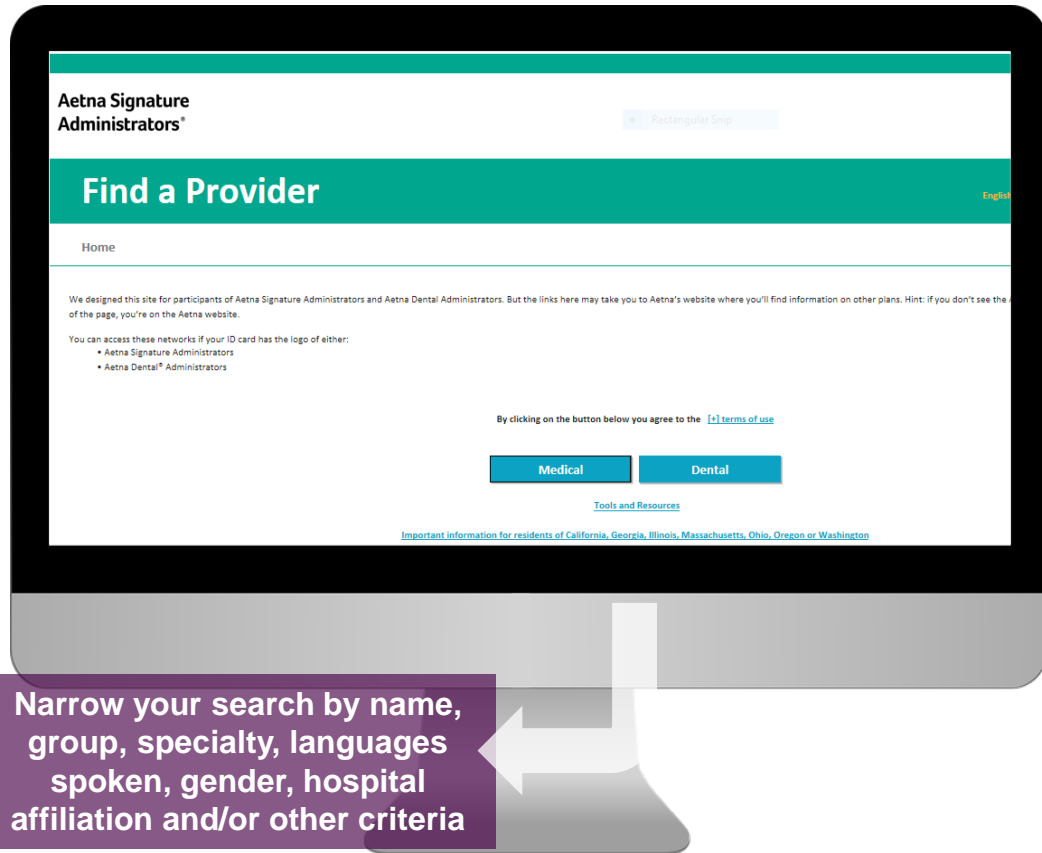 Aetna Signature
Administrators®
Rectangular Snip
Find a Provider
English
Home
We designed this site for participants of Aetna Signature Administrators and Aetna Dental Administrators. But the links here may take you to Aetna's website where you'll find information on other plans. Hint: if you don't see the
of the page, you're on the Aetna website.
You can access these networks if your ID card has the logo of either:
• Aetna Signature Administrators
• Aetna Dental® Administrators
By clicking on the button below you agree to the [+] terms of use
Medical Dental
Tools and Resources
Important information for residents of California, Georgia, Illinois, Massachusetts, Ohio, Oregon or Washington
Narrow your search by name,
group, specialty, languages
spoken, gender, hospital
affiliation and/or other criteria